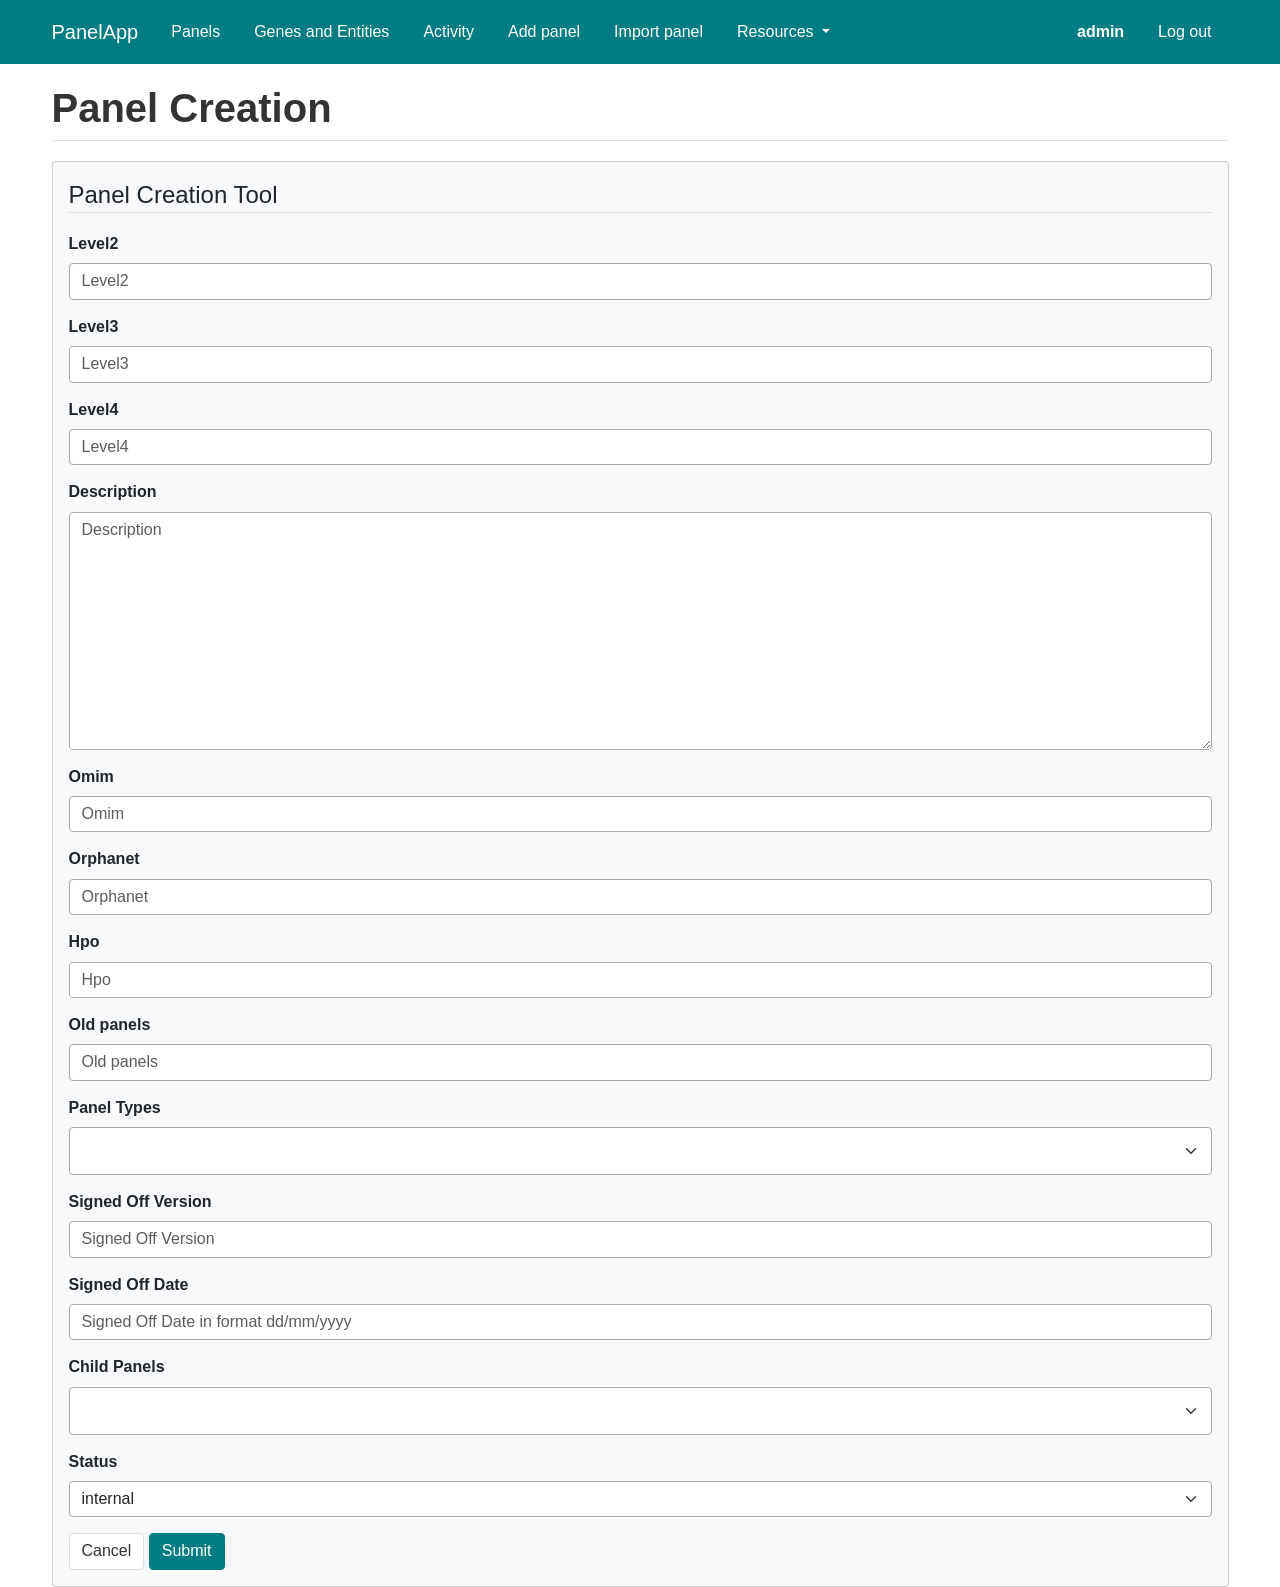 PanelApp Panels Genes and Entities Activity Add panel Import panel Resources admin Log out
Panel Creation
Panel Creation Tool
Level2
Level2
Level3
Level3
Level4
Level4
Description
Description
Omim
Omim
Orphanet
Orphanet
Hpo
Hpo
Old panels
Old panels
Panel Types
Signed Off Version
Signed Off Version
Signed Off Date
Signed Off Date in format dd/mm/yyyy
Child Panels
Status
internal
Cancel Submit